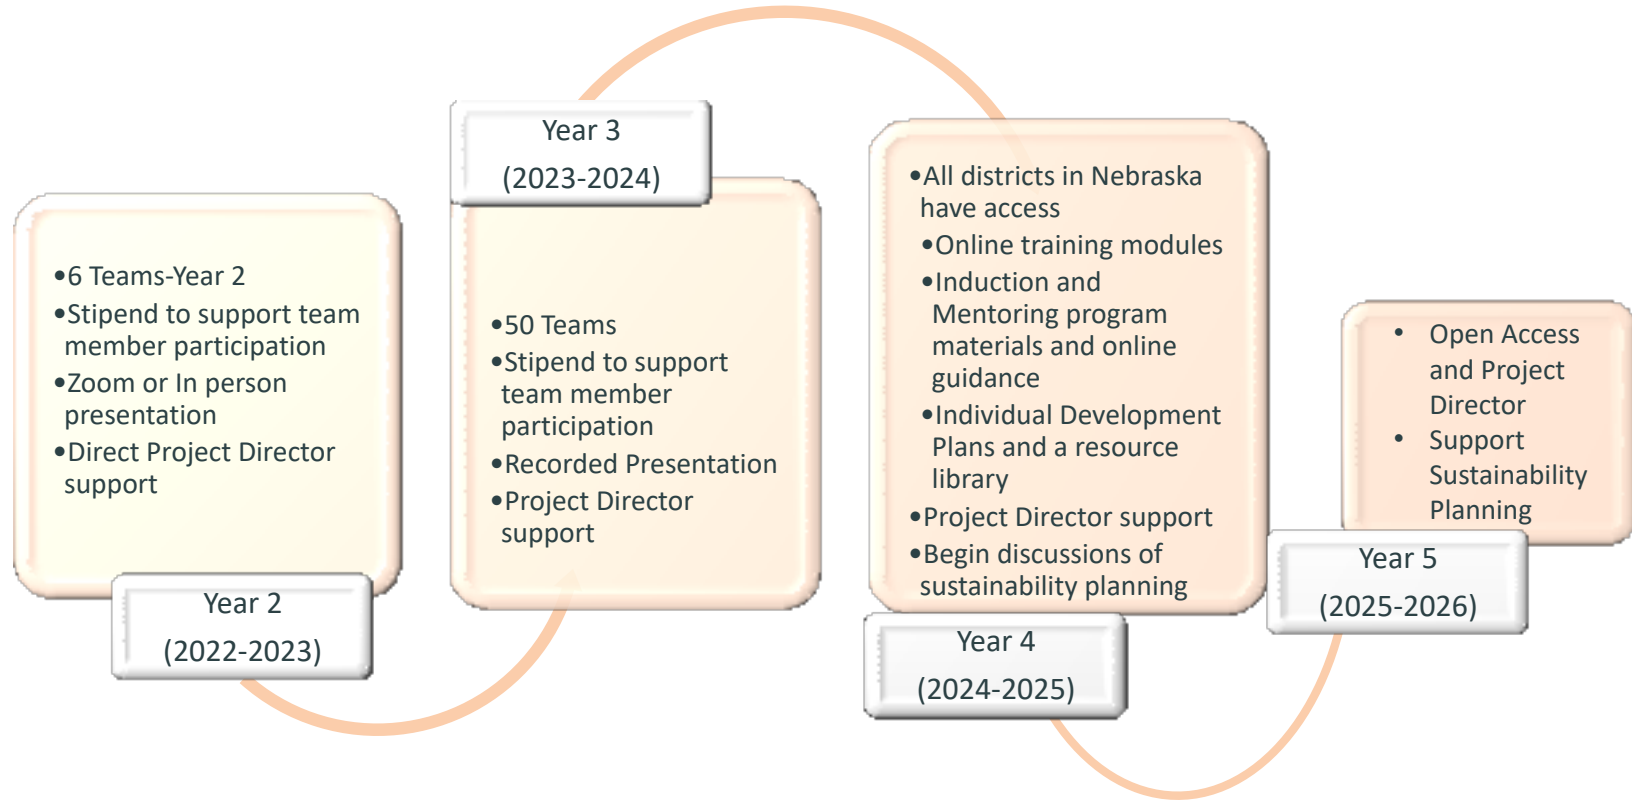 •6 Teams-Year 2
•Stipend to support team
member participation
•Zoom or In person
presentation
•Direct Project Director
support
Year 2
(2022-2023)
Year 3
(2023-2024)
•50 Teams
•Stipend to support
team member
participation
•Recorded Presentation
•Project Director
support
•All districts in Nebraska
have access
•Online training modules
•Induction and
Mentoring program
materials and online
guidance
•Individual Development
Plans and a resource
library
•Project Director support
•Begin discussions of
sustainability planning
Year 4
(2024-2025)
• Open Access
and Project
Director
• Support
Sustainability
Planning
Year 5
(2025-2026)